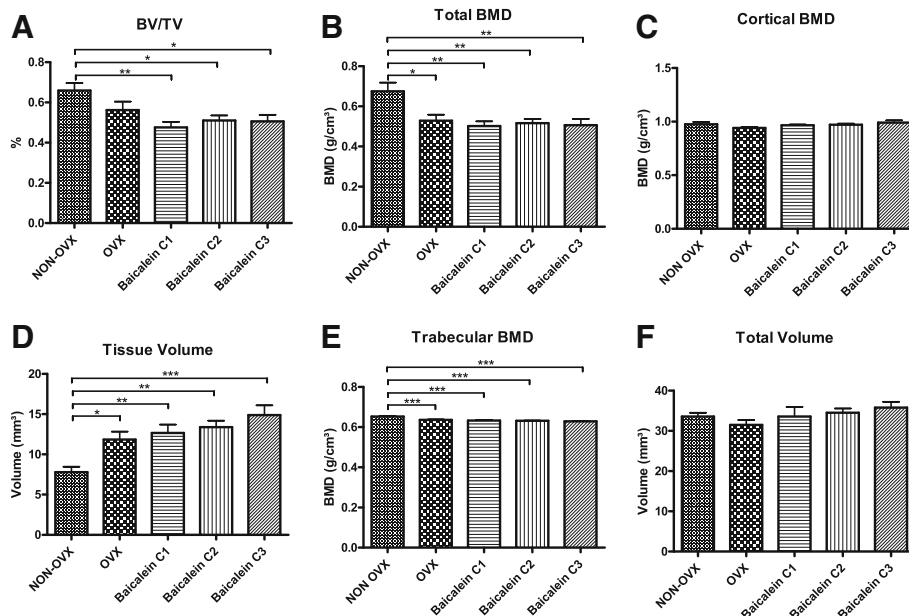 A
BV/TV
*
*
**
0.8
0.6
0.4
0.2
0.0
%
NON-OVX
OVX
Baicalein C1
Baicalein C2
Baicalein C3
B
Total BMD
**
**
**
*
0.8
0.6
0.4
0.2
0.0
BMD (g/cm³)
NON OVX
OVX
Baicalein C1
Baicalein C2
Baicalein C3
C
Cortical BMD
1.5
1.0
0.5
0.0
BMD (g/cm³)
NON OVX
OVX
Baicalein C1
Baicalein C2
Baicalein C3
D
Tissue Volume
***
**
**
*
20
15
10
5
0
Volume (mm³)
NON-OVX
OVX
Baicalein C1
Baicalein C2
Baicalein C3
E
Trabecular BMD
***
***
***
***
0.8
0.6
0.4
0.2
0.0
BMD (g/cm³)
NON OVX
OVX
Baicalein C1
Baicalein C2
Baicalein C3
F
Total Volume
40
30
20
10
0
Volume (mm³)
NON-OVX
OVX
Baicalein C1
Baicalein C2
Baicalein C3